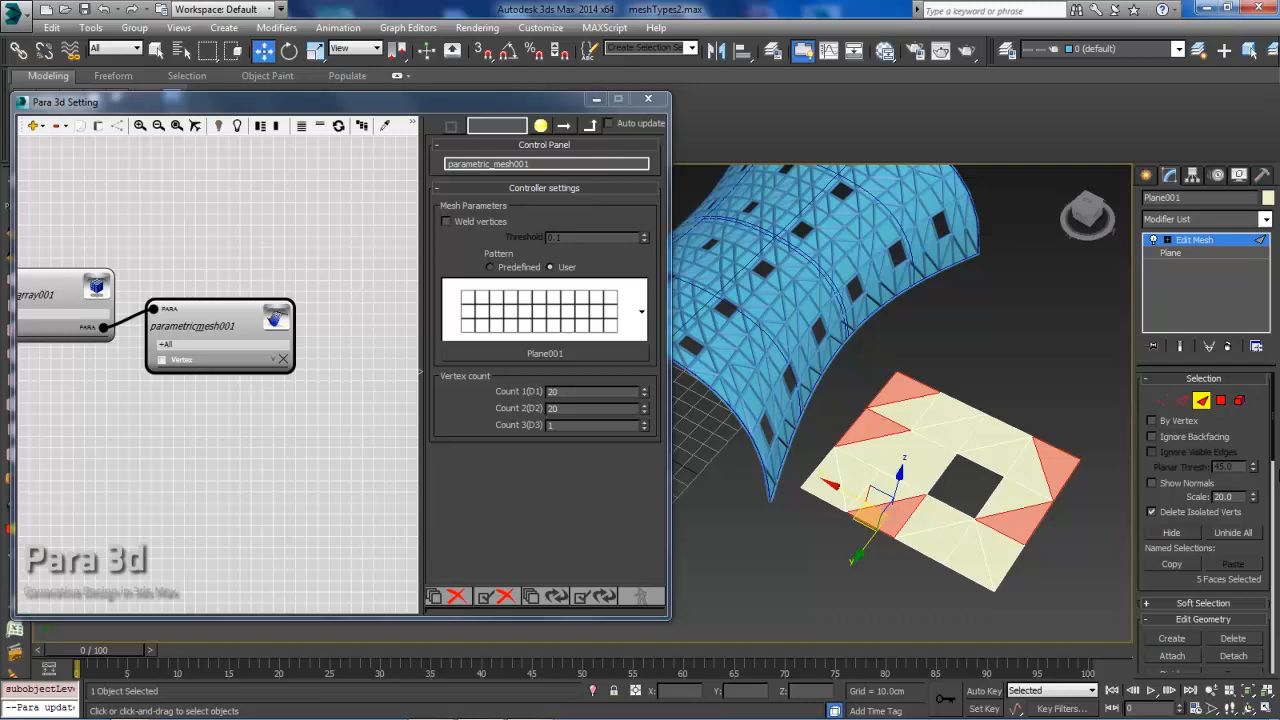 Workspace: Default
Autodesk 3ds Max 2014 x64
meshTypes2.max
Type a keyword or phrase
Edit
Tools
Group
Views
Create
Modifiers
Animation
Graph Editors
Rendering
Customize
MAXScript
Help
All
View
Create Selection Se
0 (default)
Modeling
Freeform
Selection
Object Paint
Populate
Para 3d Setting
Auto update
Control Panel
parametric_mesh001
Controller settings
Mesh Parameters
Weld vertices
Threshold 0.1
Pattern
Predefined
User
Plane001
Vertex count
Count 1(D1) 20
Count 2(D2) 20
Count 3(D3) 1
array001
PARA
PARA
parametricmesh001
+All
Vertex
Para 3d
Generative Design in 3ds Max
z
y
Plane001
Modifier List
Edit Mesh
Plane
Selection
By Vertex
Ignore Backfacing
Ignore Visible Edges
Planar Thresh: 45.0
Show Normals
Scale: 20.0
Delete Isolated Verts
Hide
Unhide All
Named Selections:
Copy
Paste
5 Faces Selected
Soft Selection
Edit Geometry
Create
Delete
Attach
Detach
0 / 100
0
5
10
15
20
25
30
35
40
45
50
55
60
65
70
75
80
85
90
95
100
subobjectLeve
--Para update
1 Object Selected
Click or click-and-drag to select objects
X:
Y:
Z:
Grid = 10.0cm
Add Time Tag
Auto Key
Selected
Set Key
Key Filters...
0